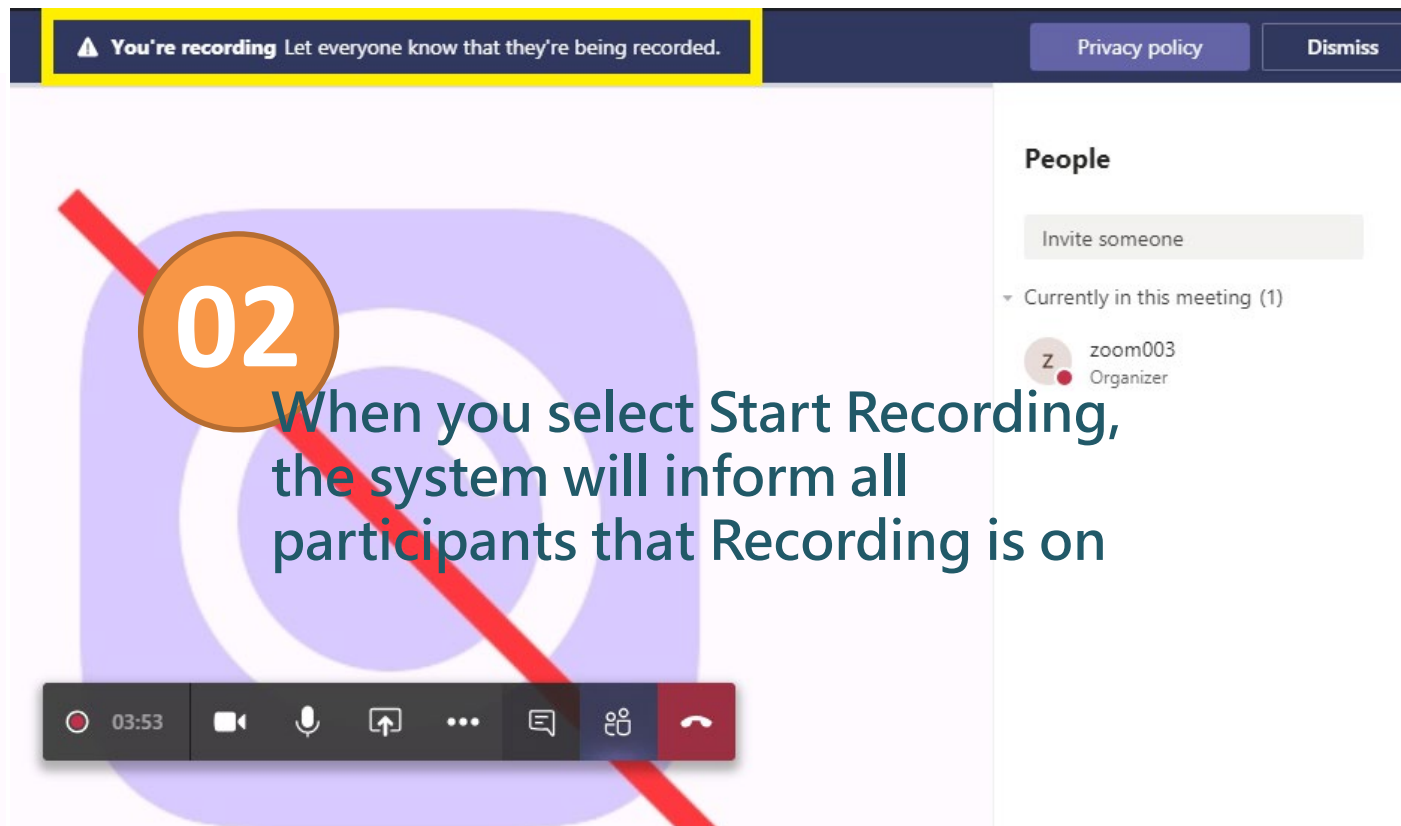 You're recording Let everyone know that they're being recorded.
Privacy policy
Dismiss
People
Invite someone
Currently in this meeting (1)
Z
zoom003
Organizer
02
When you select Start Recording,
the system will inform all
participants that Recording is on
03:53